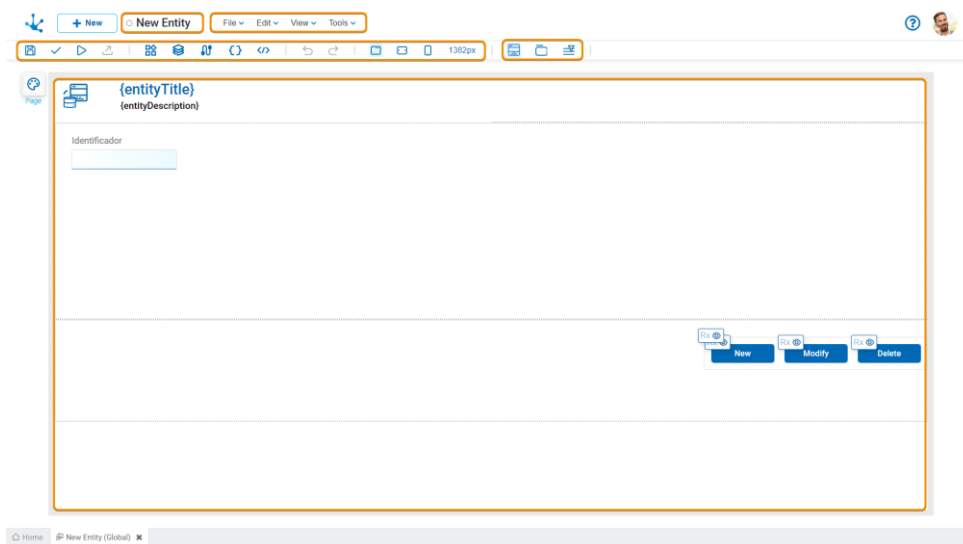 + New New Entity File Edit View Tools ?
1382px
Page
{entityTitle}
{entityDescription}
Identificador
Rx
Rx Rx Rx
New Modify Delete
Home New Entity (Global)